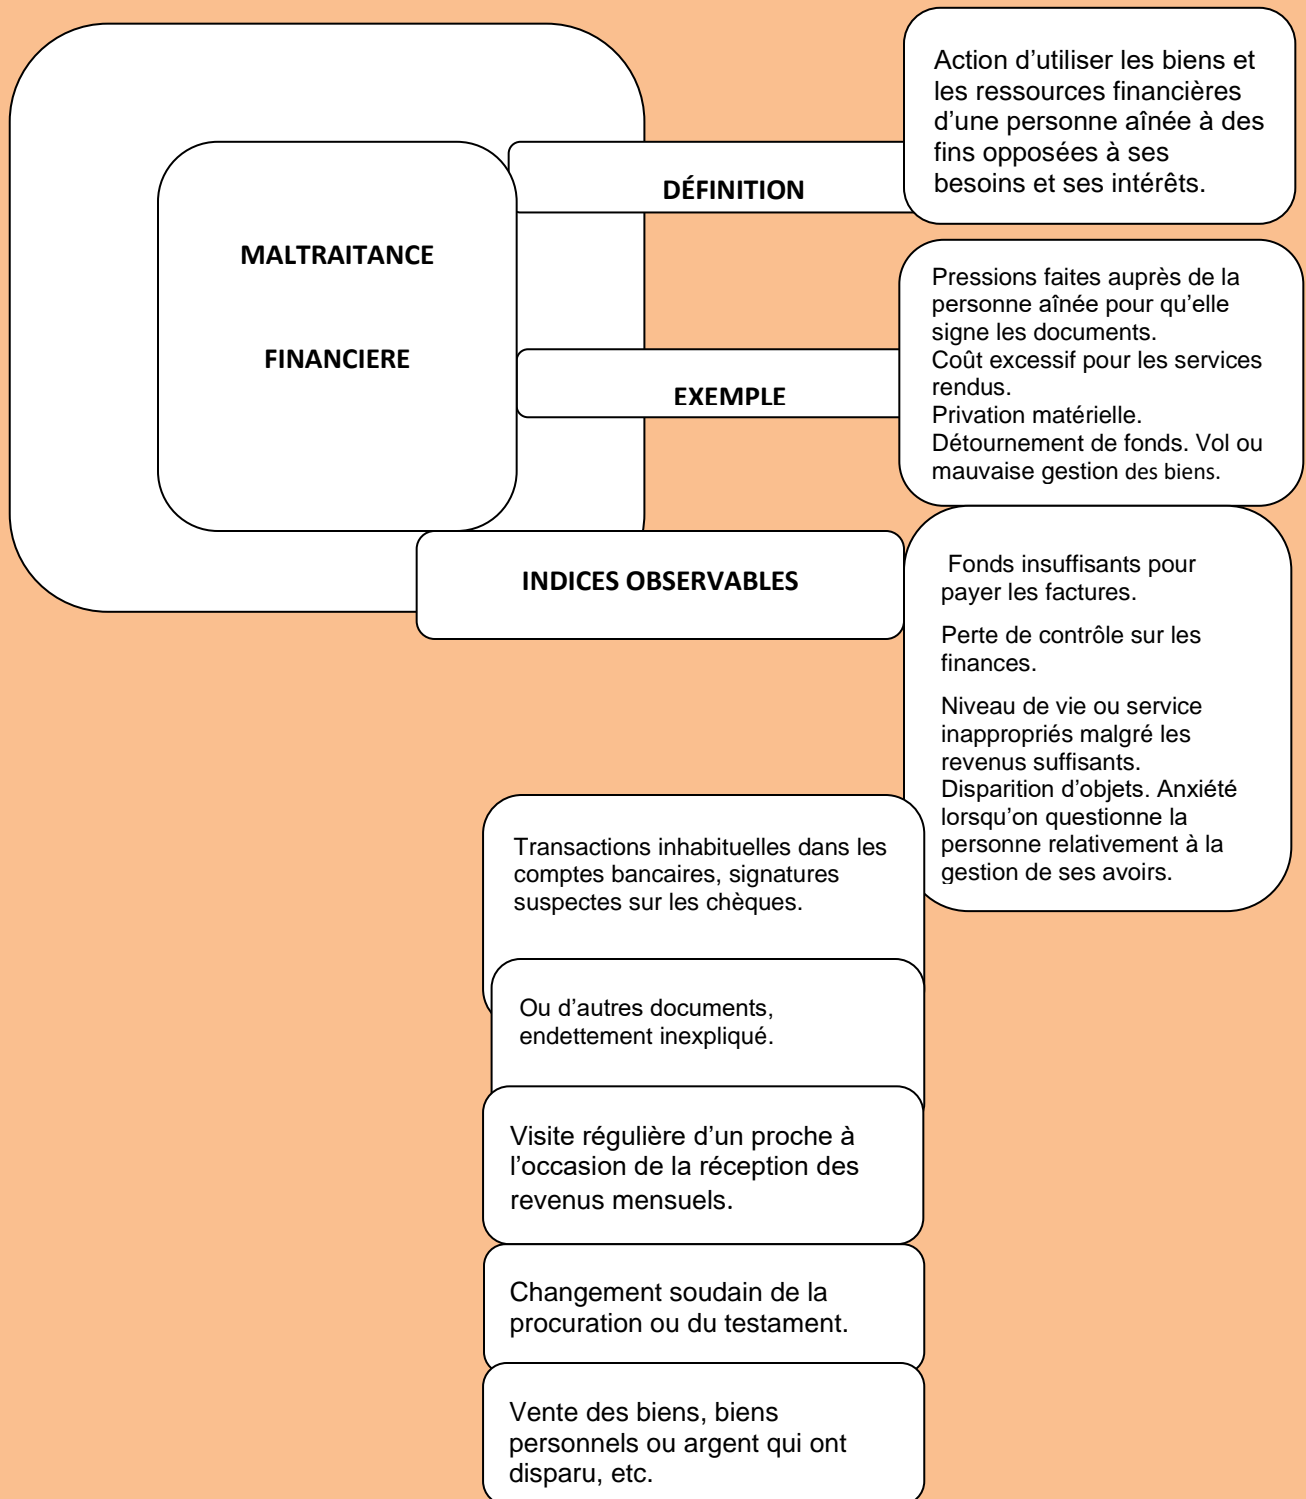 MALTRAITANCE
FINANCIERE
DÉFINITION
Action d’utiliser les biens et
les ressources financières
d’une personne aînée à des
fins opposées à ses
besoins et ses intérêts.
EXEMPLE
Pressions faites auprès de la
personne aînée pour qu’elle
signe les documents.
Coût excessif pour les services
rendus.
Privation matérielle.
Détournement de fonds. Vol ou
mauvaise gestion des biens.
INDICES OBSERVABLES
Fonds insuffisants pour
payer les factures.
Perte de contrôle sur les
finances.
Niveau de vie ou service
inappropriés malgré les
revenus suffisants.
Disparition d’objets. Anxiété
lorsqu’on questionne la
personne relativement à la
gestion de ses avoirs.
Transactions inhabituelles dans les
comptes bancaires, signatures
suspectes sur les chèques.
Ou d’autres documents,
endettement inexpliqué.
Visite régulière d’un proche à
l’occasion de la réception des
revenus mensuels.
Changement soudain de la
procuration ou du testament.
Vente des biens, biens
personnels ou argent qui ont
disparu, etc.